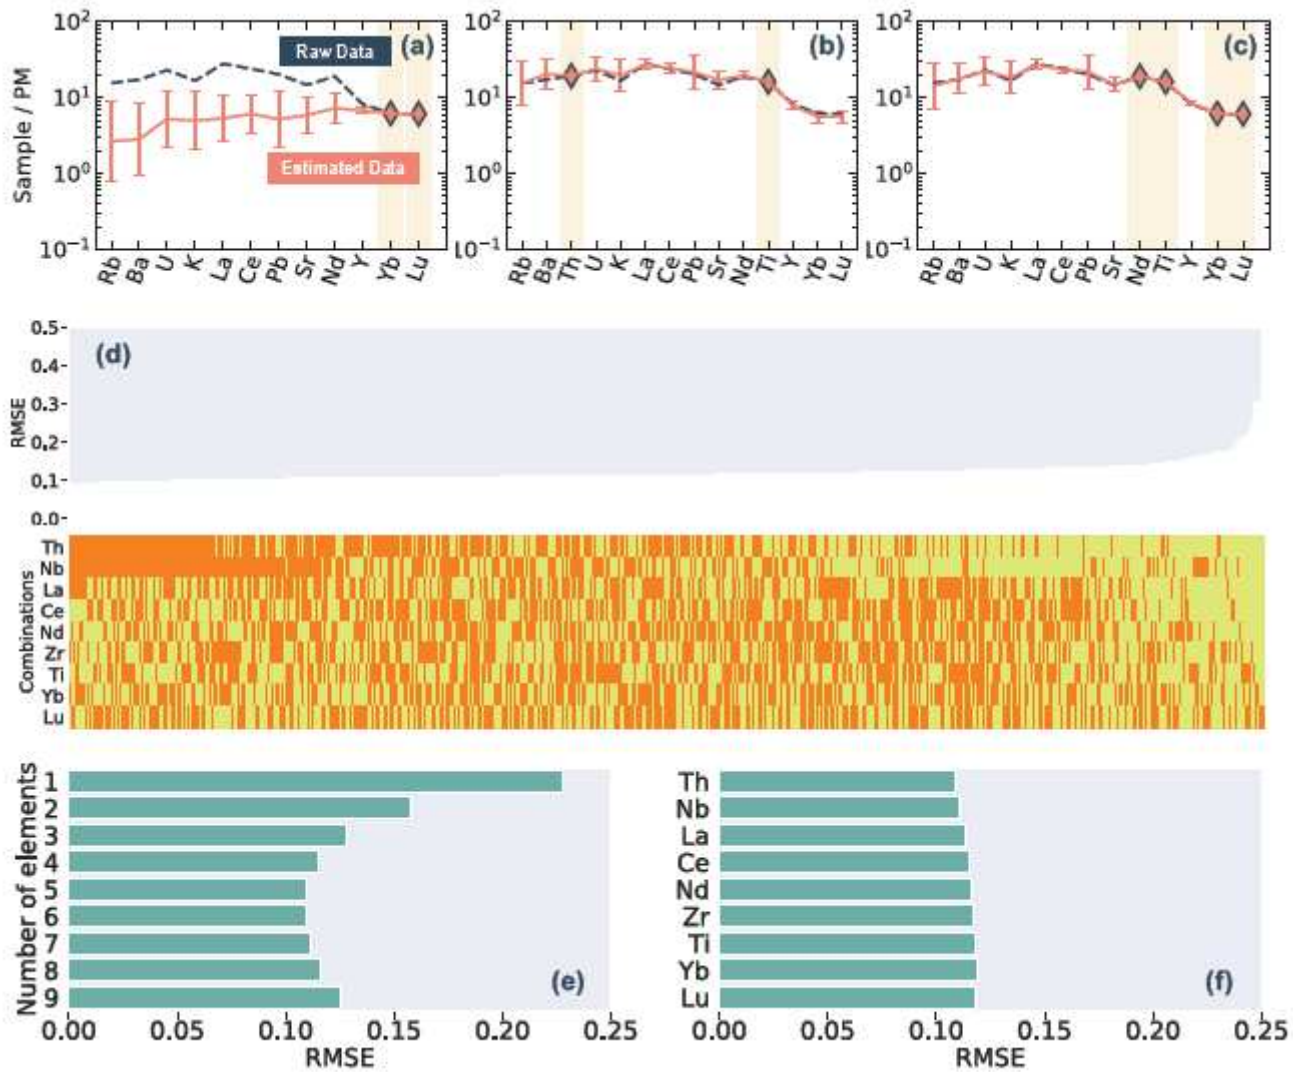 10² 10² 10²
Raw Data (a) (b) (c)
10¹ 10¹ 10¹
Sample / PM
Estimated Data
10⁰ 10⁰ 10⁰
10⁻¹ 10⁻¹ 10⁻¹
Rb Ba U K La Ce Pb Sr Nd Y Yb Lu
Rb Ba Th U K La Ce Pb Sr Nd Ti Y Yb Lu
Rb Ba U K La Ce Pb Sr Nd Ti Y Yb Lu
(d)
RMSE
0.5
0.4
0.3
0.2
0.1
0.0
Combinations
Th
Nb
La
Ce
Nd
Zr
Ti
Yb
Lu
Number of elements
1
2
3
4
5
6
7
8
9
(e)
0.00 0.05 0.10 0.15 0.20 0.25
RMSE
Th
Nb
La
Ce
Nd
Zr
Ti
Yb
Lu
(f)
0.00 0.05 0.10 0.15 0.20 0.25
RMSE